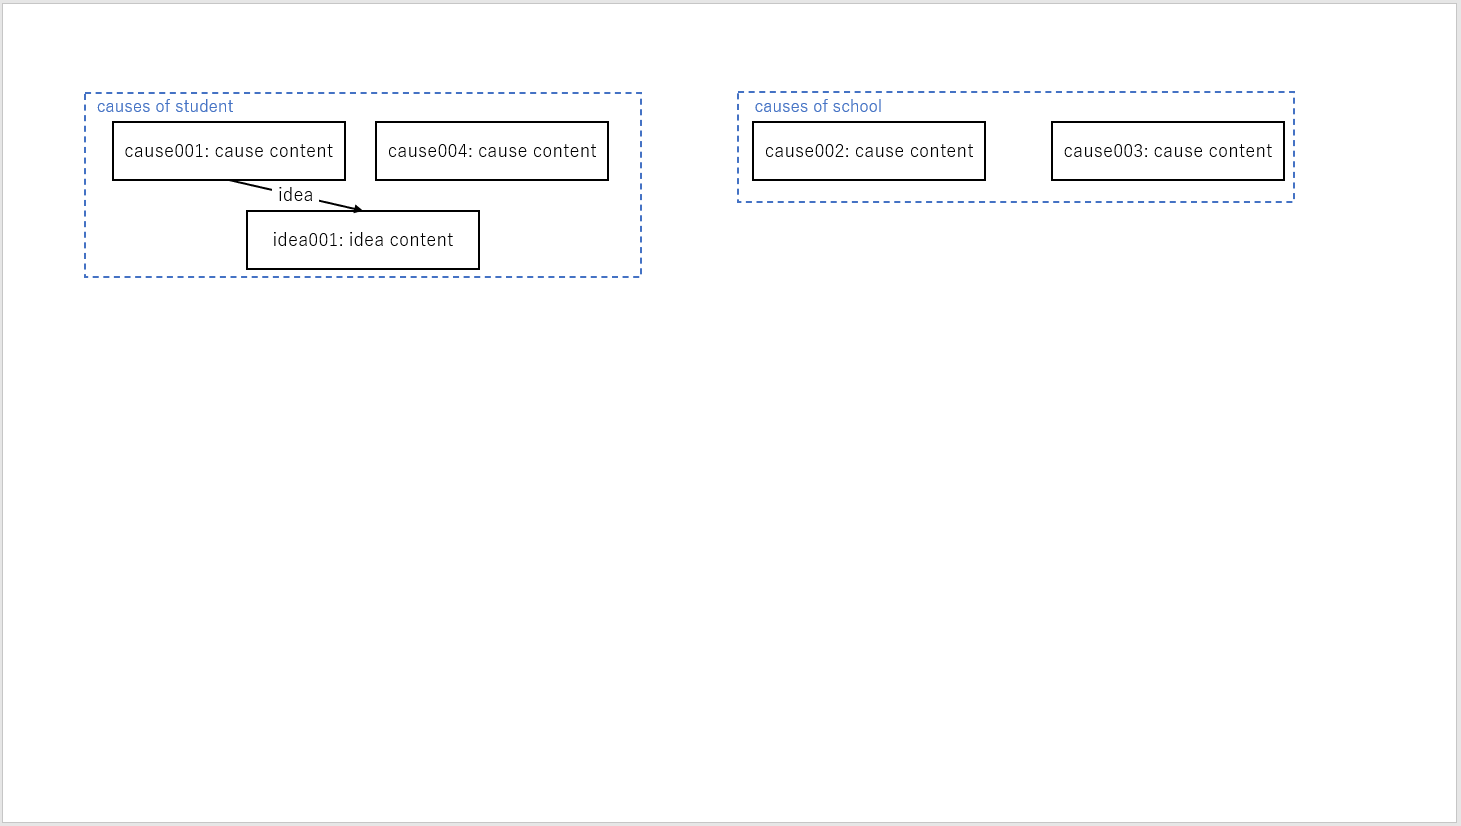 causes of student
cause001: cause content
cause004: cause content
idea
idea001: idea content
causes of school
cause002: cause content
cause003: cause content